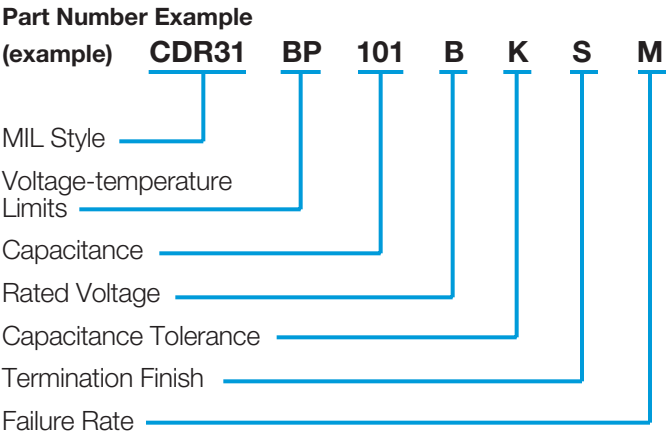 Part Number Example
(example) CDR31 BP 101 B K S M
MIL Style
Voltage-temperature
Limits
Capacitance
Rated Voltage
Capacitance Tolerance
Termination Finish
Failure Rate